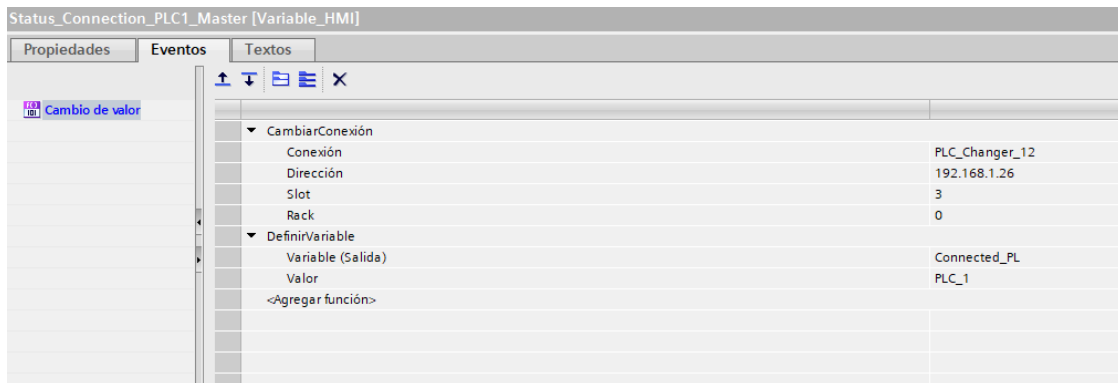 Status_Connection_PLC1_Master [Variable_HMI]
Propiedades Eventos Textos
Cambio de valor
CambiarConexión
Conexión PLC_Changer_12
Dirección 192.168.1.26
Slot 3
Rack 0
DefinirVariable
Variable (Salida) Connected_PL
Valor PLC_1
<Agregar función>